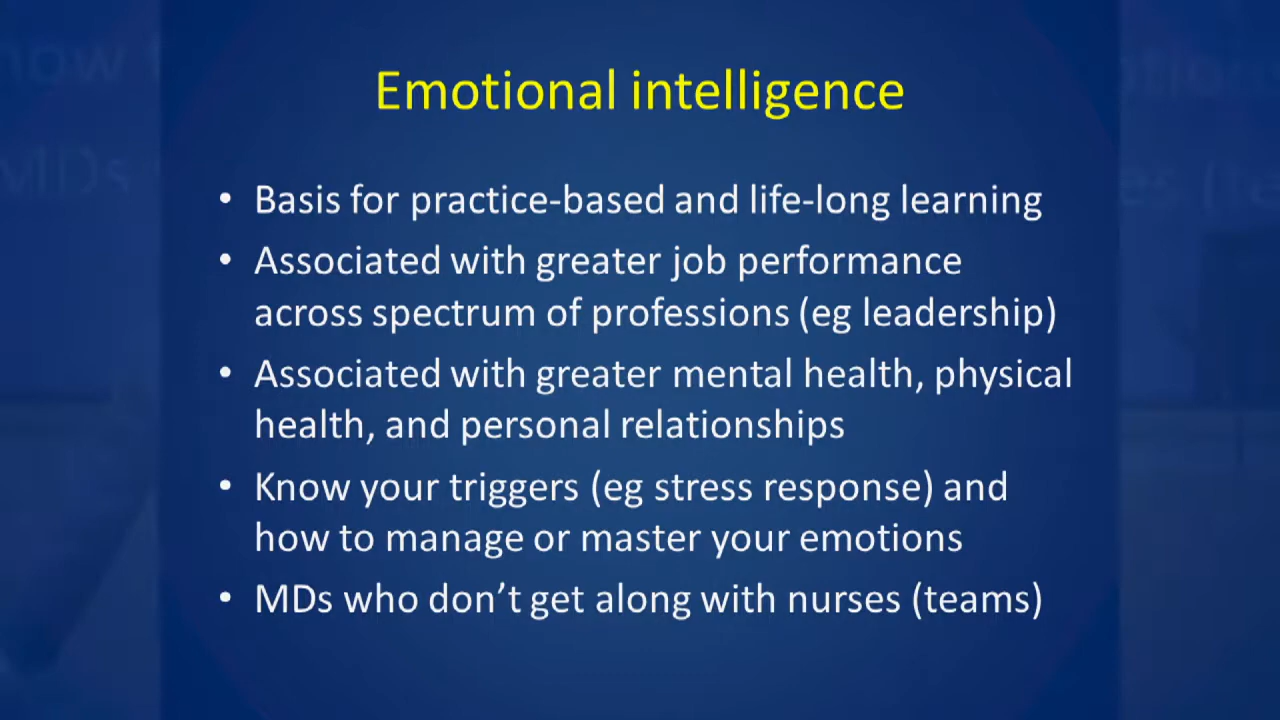 Emotional intelligence
• Basis for practice-based and life-long learning
• Associated with greater job performance
across spectrum of professions (eg leadership)
• Associated with greater mental health, physical
health, and personal relationships
• Know your triggers (eg stress response) and
how to manage or master your emotions
• MDs who don’t get along with nurses (teams)